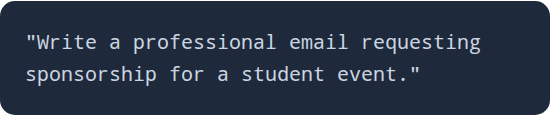 "Write a professional email requesting
sponsorship for a student event."